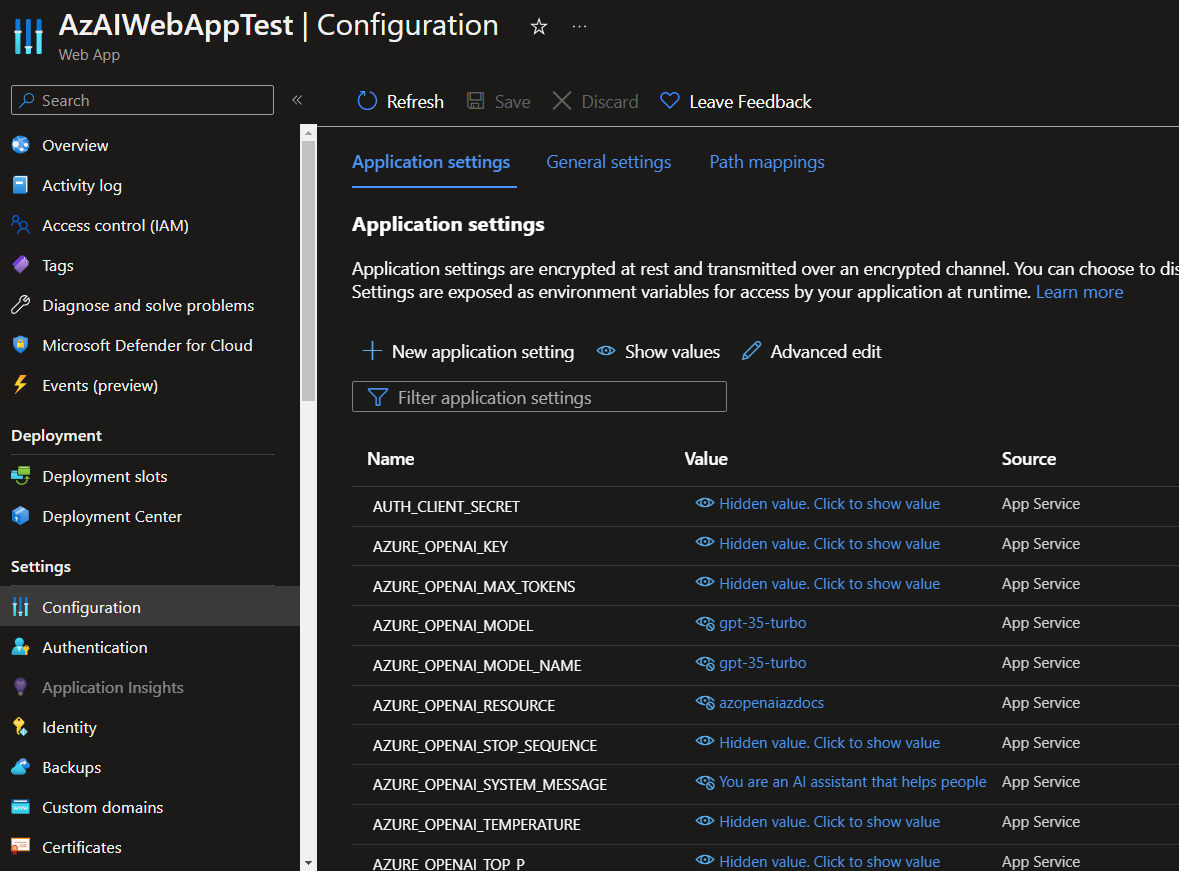 AzAIWebAppTest | Configuration
Web App
Search
Overview
Activity log
Access control (IAM)
Tags
Diagnose and solve problems
Microsoft Defender for Cloud
Events (preview)
Deployment
Deployment slots
Deployment Center
Settings
Configuration
Authentication
Application Insights
Identity
Backups
Custom domains
Certificates
Refresh Save Discard Leave Feedback
Application settings General settings Path mappings
Application settings
Application settings are encrypted at rest and transmitted over an encrypted channel. You can choose to dis
Settings are exposed as environment variables for access by your application at runtime. Learn more
New application setting Show values Advanced edit
Filter application settings
Name Value Source
AUTH_CLIENT_SECRET Hidden value. Click to show value App Service
AZURE_OPENAI_KEY Hidden value. Click to show value App Service
AZURE_OPENAI_MAX_TOKENS Hidden value. Click to show value App Service
AZURE_OPENAI_MODEL gpt-35-turbo App Service
AZURE_OPENAI_MODEL_NAME gpt-35-turbo App Service
AZURE_OPENAI_RESOURCE azopenaiazdocs App Service
AZURE_OPENAI_STOP_SEQUENCE Hidden value. Click to show value App Service
AZURE_OPENAI_SYSTEM_MESSAGE You are an AI assistant that helps people App Service
AZURE_OPENAI_TEMPERATURE Hidden value. Click to show value App Service
AZURE_OPENAI_TOP_P Hidden value. Click to show value App Service